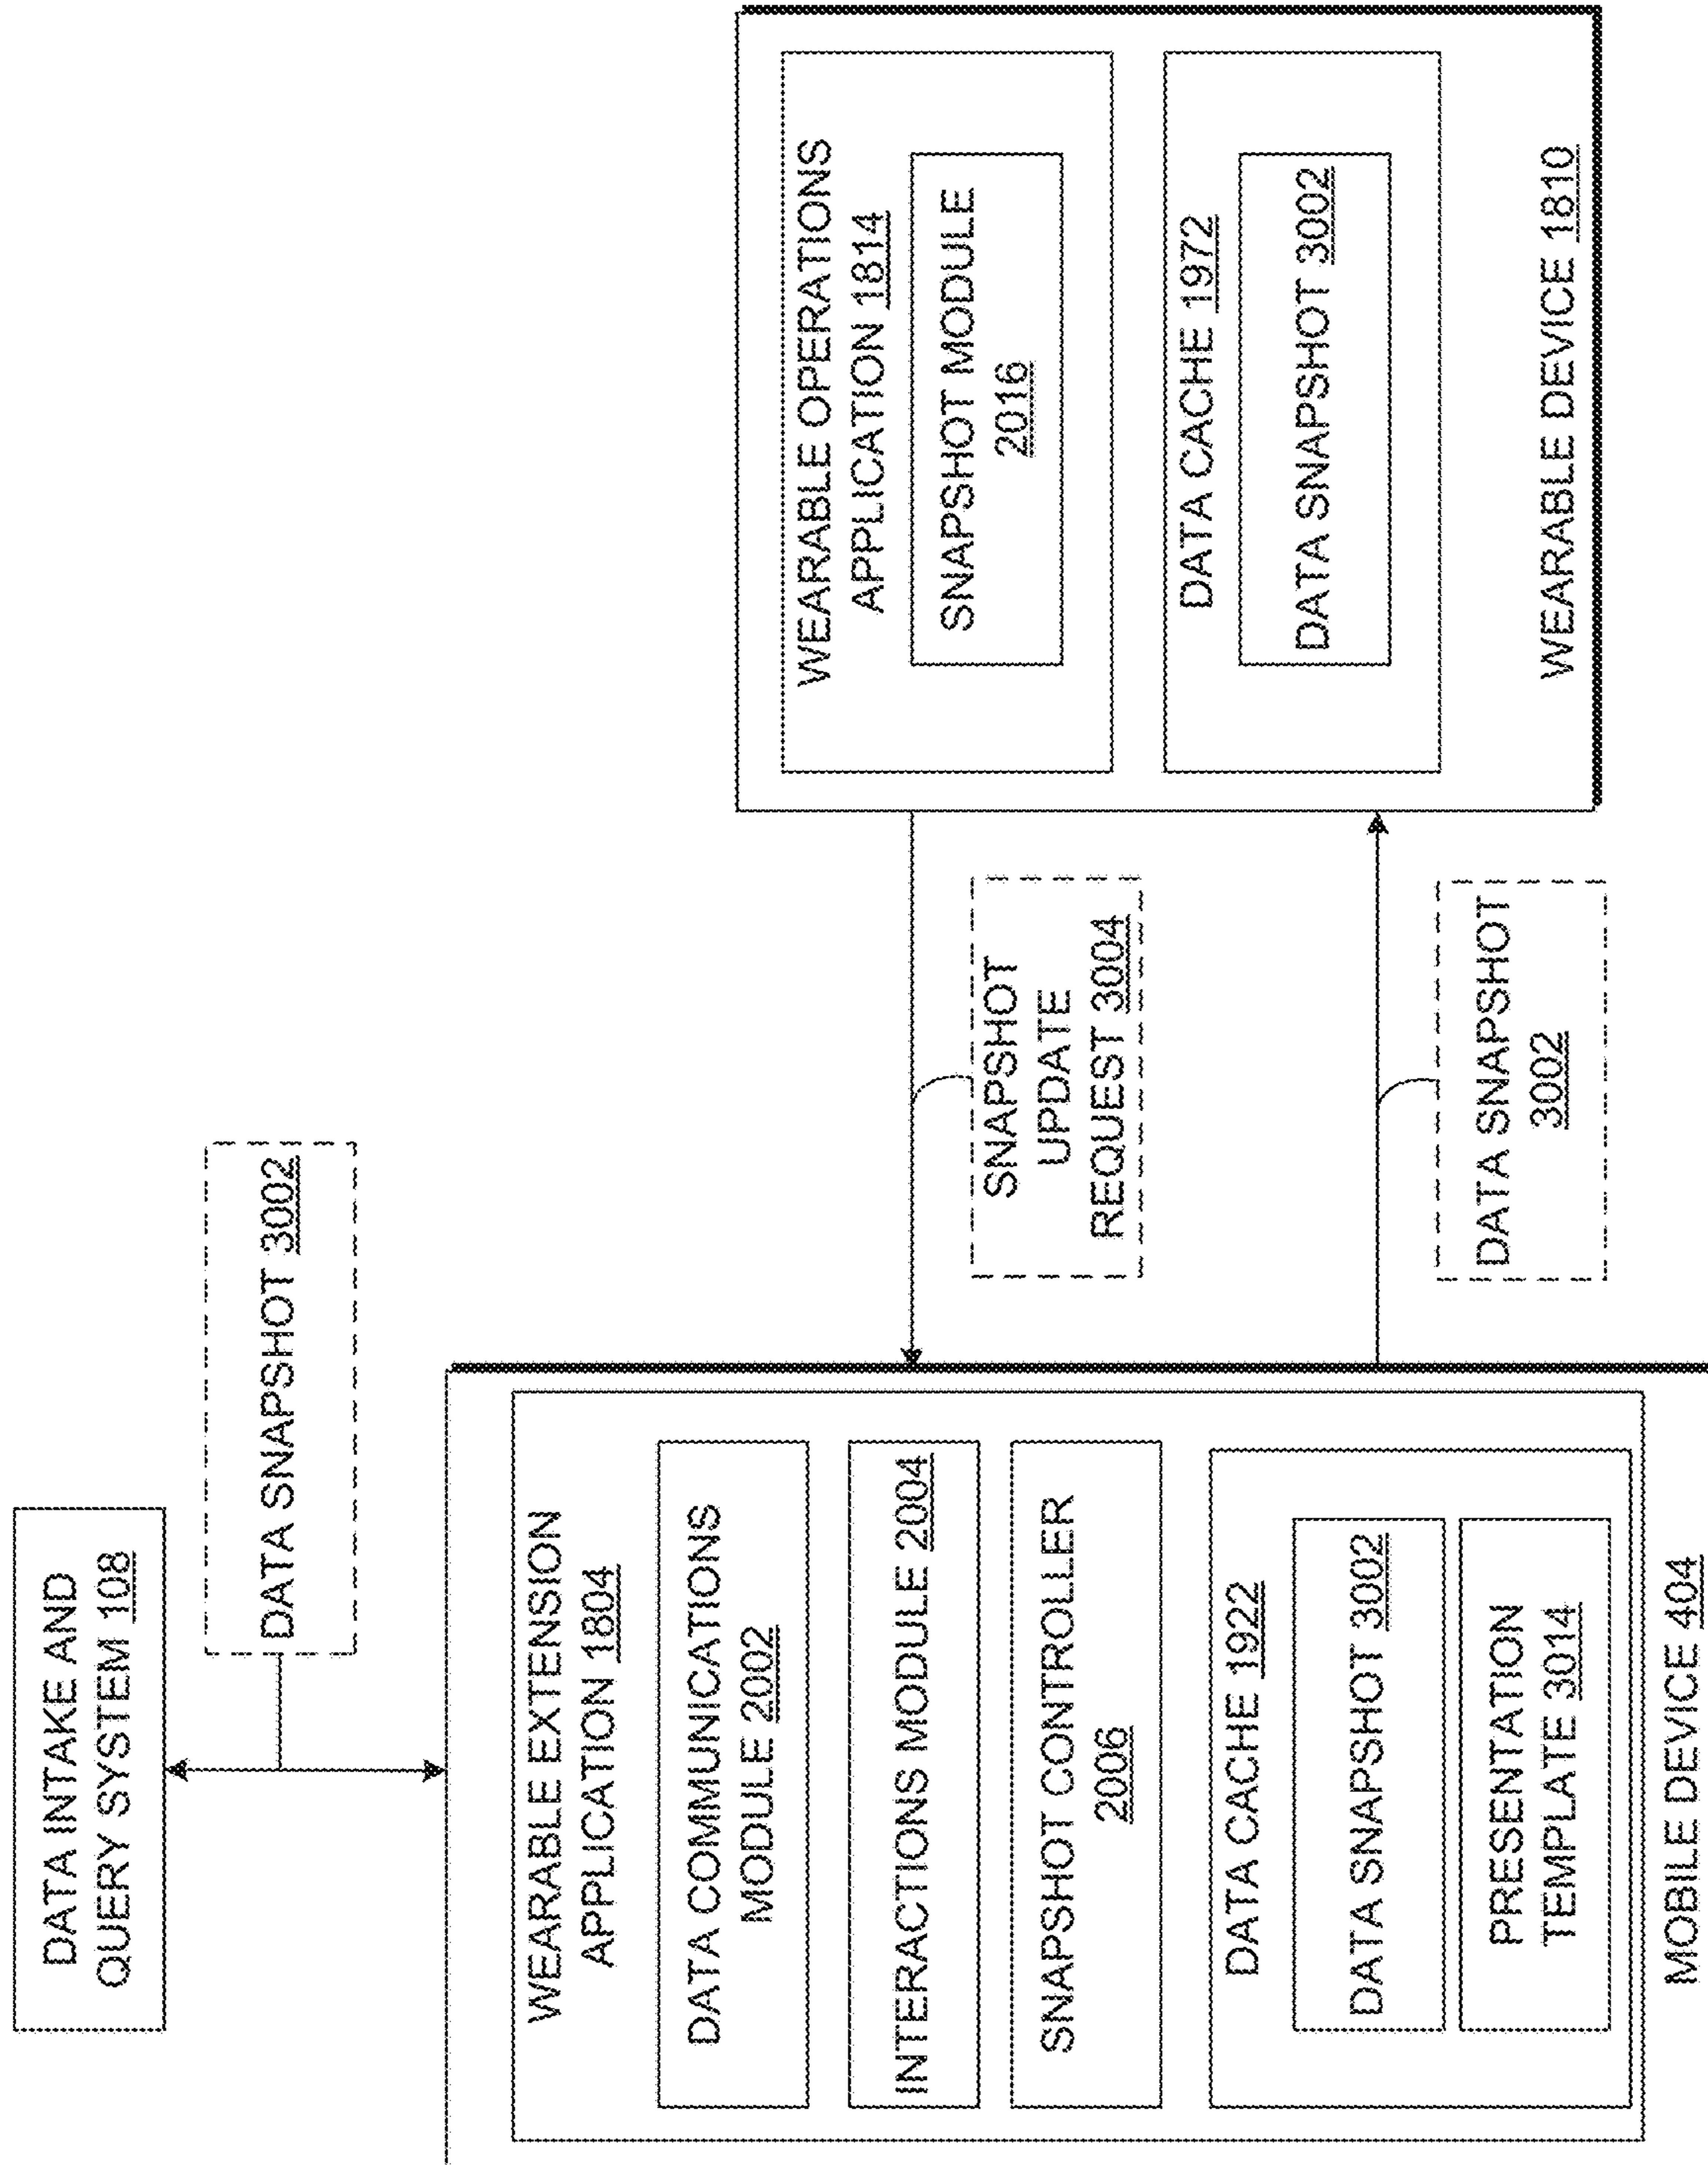 DATA INTAKE AND
QUERY SYSTEM 108
DATA SNAPSHOT 3002
WEARABLE EXTENSION
APPLICATION 1804
DATA COMMUNICATIONS
MODULE 2002
INTERACTIONS MODULE 2004
SNAPSHOT CONTROLLER
2006
DATA CACHE 1922
DATA SNAPSHOT 3002
PRESENTATION
TEMPLATE 3014
MOBILE DEVICE 404
SNAPSHOT
UPDATE
REQUEST 3004
DATA SNAPSHOT
3002
WEARABLE OPERATIONS
APPLICATION 1814
SNAPSHOT MODULE
2016
DATA CACHE 1972
DATA SNAPSHOT 3002
WEARABLE DEVICE 1810